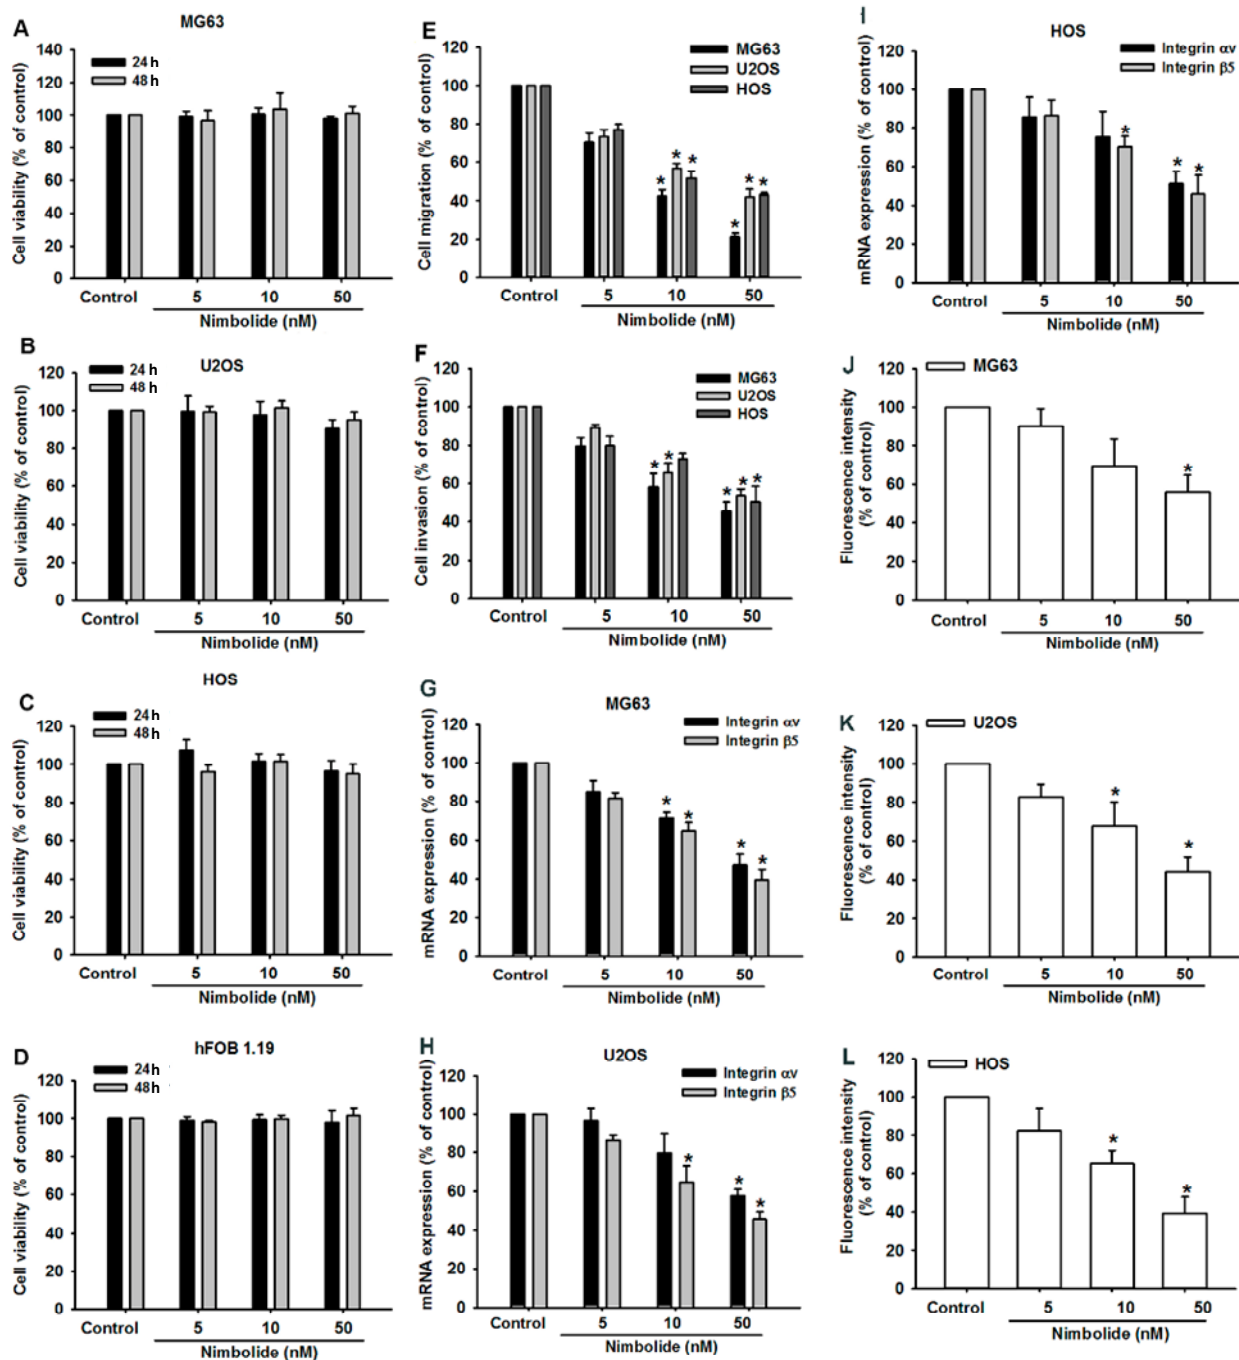 A
MG63
24 h
48 h
Cell viability (% of control)
140
120
100
80
60
40
20
0
Control
5
10
50
Nimbolide (nM)
B
U2OS
24 h
48 h
Cell viability (% of control)
120
100
80
60
40
20
0
Control
5
10
50
Nimbolide (nM)
C
HOS
24 h
48 h
Cell viability (% of control)
120
100
80
60
40
20
0
Control
5
10
50
Nimbolide (nM)
D
hFOB 1.19
24 h
48 h
Cell viability (% of control)
120
100
80
60
40
20
0
Control
5
10
50
Nimbolide (nM)
E
MG63
U2OS
HOS
Cell migration (% of control)
120
100
80
60
40
20
0
* * *
* * *
Control
5
10
50
Nimbolide (nM)
F
MG63
U2OS
HOS
Cell invasion (% of control)
120
100
80
60
40
20
0
* *
* * *
Control
5
10
50
Nimbolide (nM)
G
MG63
Integrin αv
Integrin β5
mRNA expression (% of control)
120
100
80
60
40
20
0
* *
* *
Control
5
10
50
Nimbolide (nM)
H
U2OS
Integrin αv
Integrin β5
mRNA expression (% of control)
120
100
80
60
40
20
0
*
* *
Control
5
10
50
Nimbolide (nM)
I
HOS
Integrin αv
Integrin β5
mRNA expression (% of control)
120
100
80
60
40
20
0
*
* *
Control
5
10
50
Nimbolide (nM)
J
MG63
Fluorescence intensity
(% of control)
120
100
80
60
40
20
0
*
Control
5
10
50
Nimbolide (nM)
K
U2OS
Fluorescence intensity
(% of control)
120
100
80
60
40
20
0
*
*
Control
5
10
50
Nimbolide (nM)
L
HOS
Fluorescence intensity
(% of control)
120
100
80
60
40
20
0
*
*
Control
5
10
50
Nimbolide (nM)